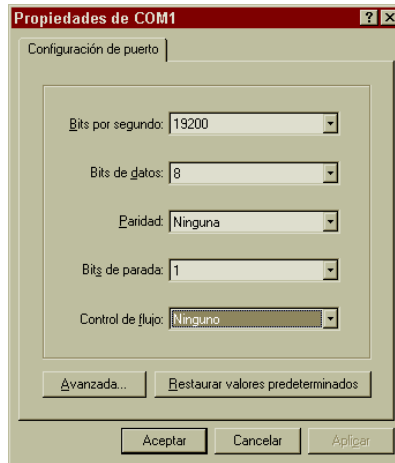 Propiedades de COM1
Configuración de puerto
Bits por segundo: 19200
Bits de datos: 8
Paridad: Ninguna
Bits de parada: 1
Control de flujo: Ninguno
Avanzada... Restaurar valores predeterminados
Aceptar Cancelar Aplicar